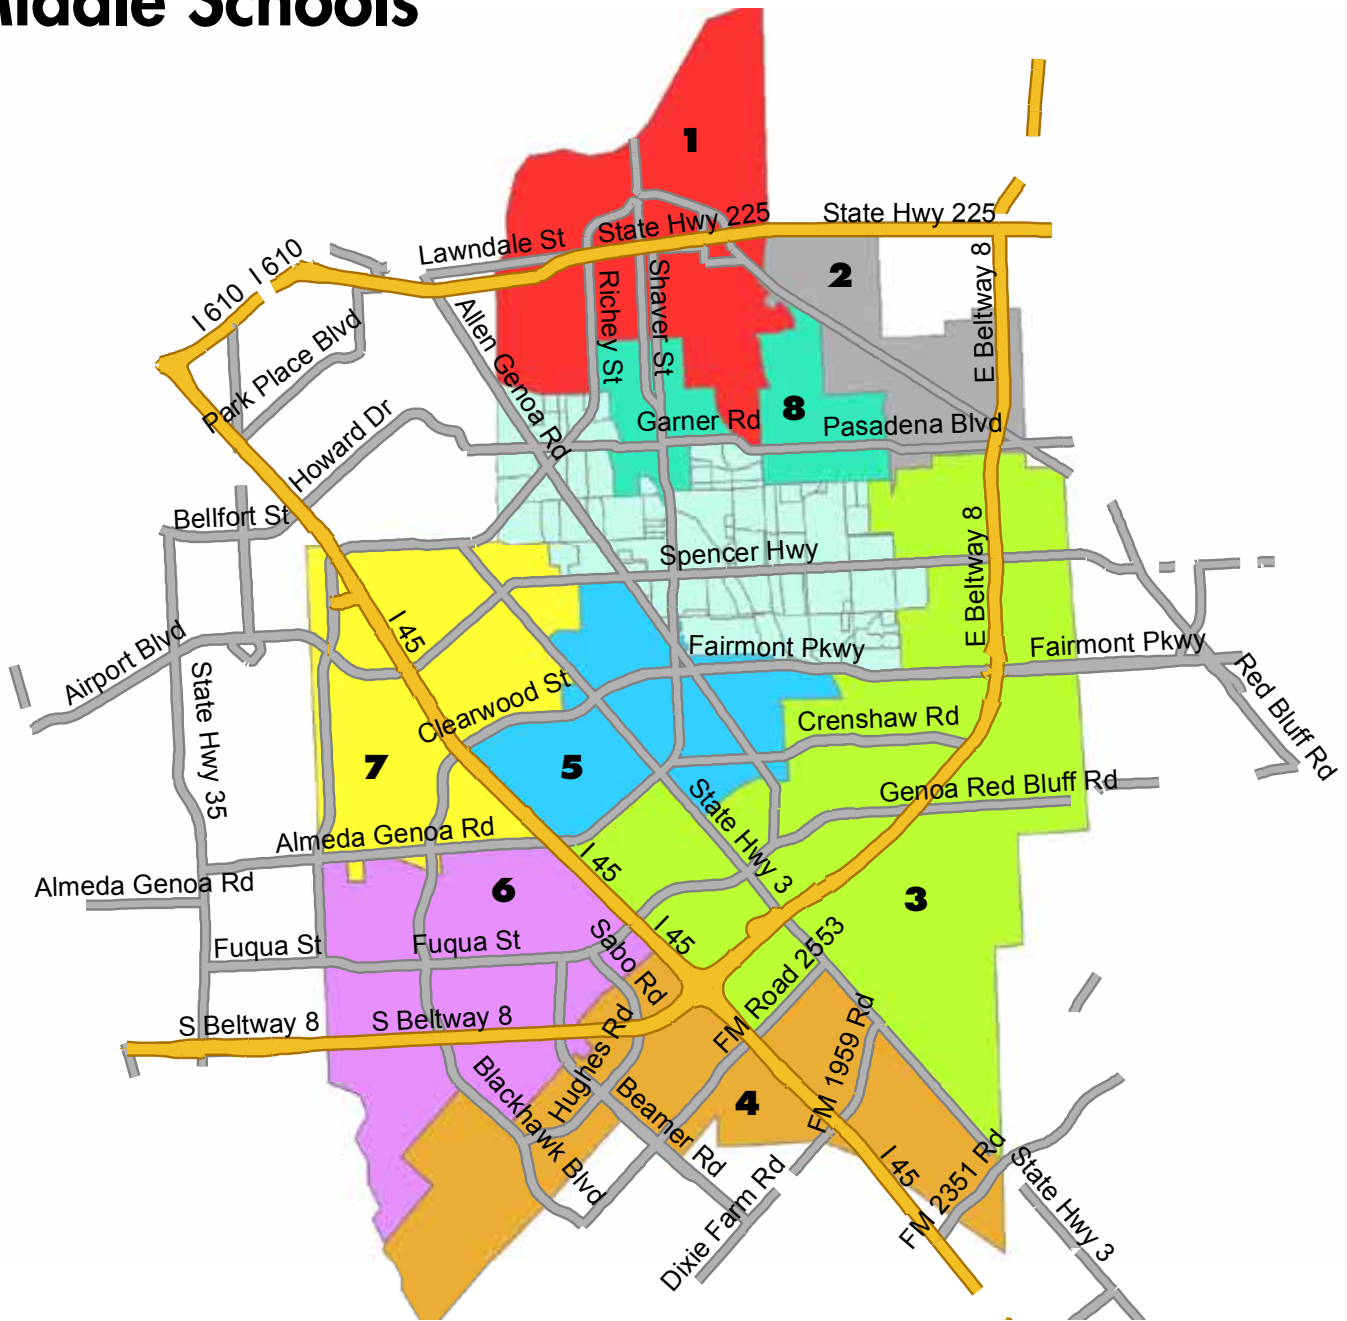 Middle Schools
1
State Hwy 225
State Hwy 225
Lawndale St
I 610
I 610
2
E Beltway 8
Richey St
Shaver St
Allen Genoa Rd
Park Place Blvd
Howard Dr
Garner Rd
8
Pasadena Blvd
Bellfort St
Spencer Hwy
E Beltway 8
I 45
Airport Blvd
State Hwy 35
Fairmont Pkwy
Fairmont Pkwy
Red Bluff Rd
Clearwood St
Crenshaw Rd
7
5
Genoa Red Bluff Rd
State Hwy 3
Almeda Genoa Rd
I 45
Almeda Genoa Rd
6
3
Fuqua St
Fuqua St
Sabo Rd
I 45
FM Road 2553
S Beltway 8
S Beltway 8
Hughes Rd
FM 1959 Rd
Blackhawk Blvd
Beamer Rd
4
I 45
Dixie Farm Rd
FM 2351 Rd
State Hwy 3